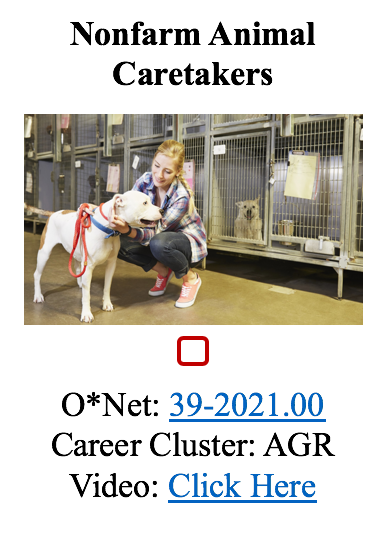 Nonfarm Animal
Caretakers
O*Net: 39-2021.00
Career Cluster: AGR
Video: Click Here